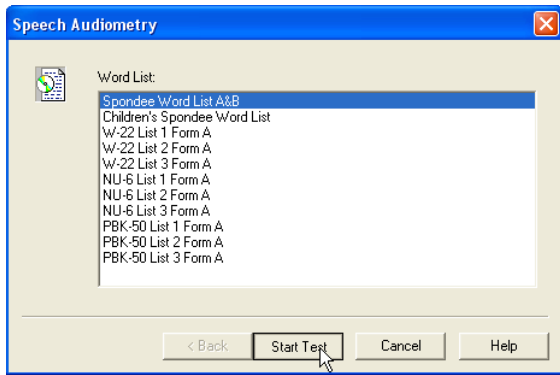 Speech Audiometry
Word List:
Spondee Word List A&B
Children's Spondee Word List
W-22 List 1 Form A
W-22 List 2 Form A
W-22 List 3 Form A
NU-6 List 1 Form A
NU-6 List 2 Form A
NU-6 List 3 Form A
PBK-50 List 1 Form A
PBK-50 List 2 Form A
PBK-50 List 3 Form A
< Back Start Test Cancel Help